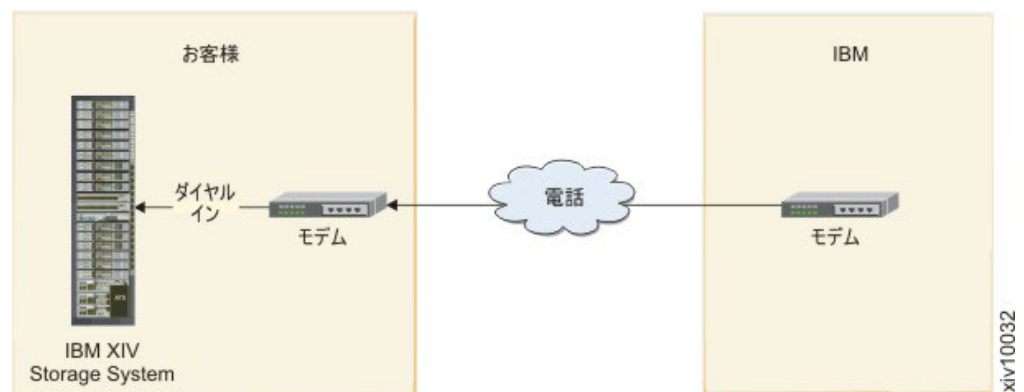 お客様
IBM
ダイヤル
イン
電話
モデム
モデム
ATS
IBM XIV
Storage System
xiv10032